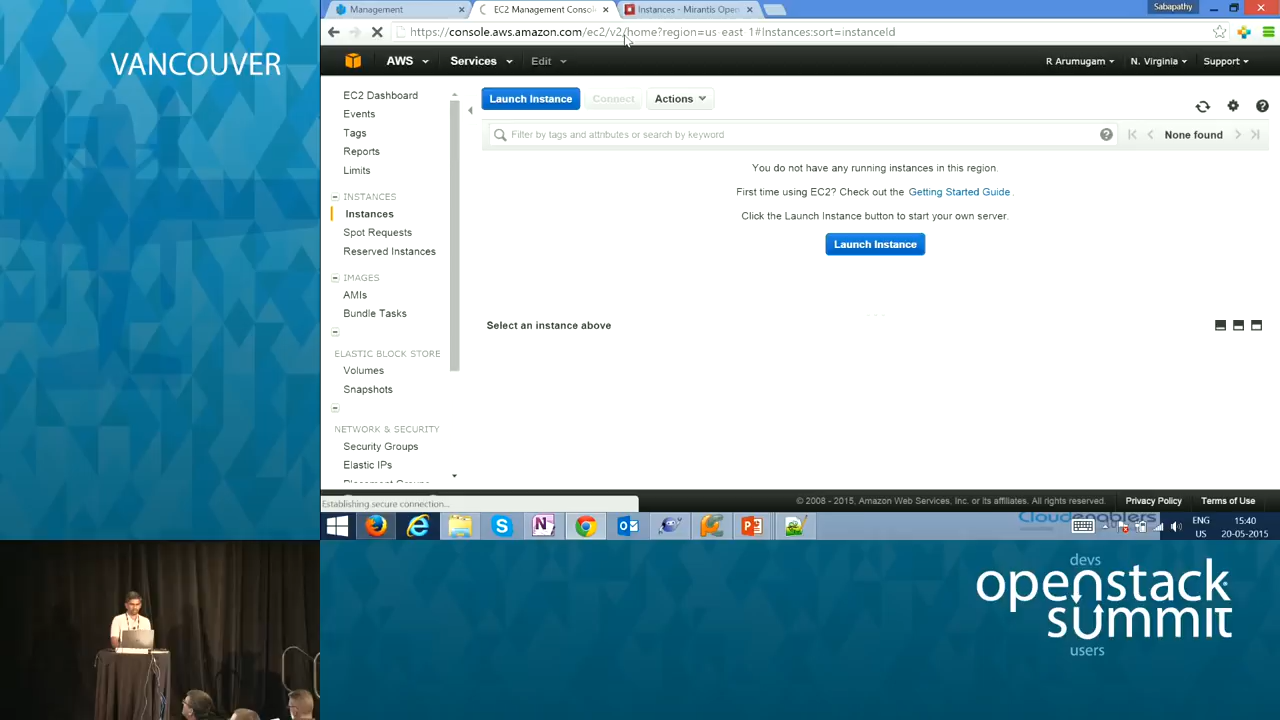 VANCOUVER
Management
EC2 Management Consol
Instances - Mirantis Open
Sabapathy
https://console.aws.amazon.com/ec2/v2/home?region=us-east-1#Instances:sort=instanceId
AWS
Services
Edit
R Arumugam
N. Virginia
Support
EC2 Dashboard
Events
Tags
Reports
Limits
INSTANCES
Instances
Spot Requests
Reserved Instances
IMAGES
AMIs
Bundle Tasks
ELASTIC BLOCK STORE
Volumes
Snapshots
NETWORK & SECURITY
Security Groups
Elastic IPs
Placement Groups
Launch Instance
Connect
Actions
Filter by tags and attributes or search by keyword
None found
You do not have any running instances in this region.
First time using EC2? Check out the Getting Started Guide.
Click the Launch Instance button to start your own server.
Launch Instance
Select an instance above
Establishing secure connection...
© 2008 - 2015, Amazon Web Services, Inc. or its affiliates. All rights reserved.
Privacy Policy
Terms of Use
Cloudenablers
ENG
US
15:40
20-05-2015
devs
openstack
summit
users